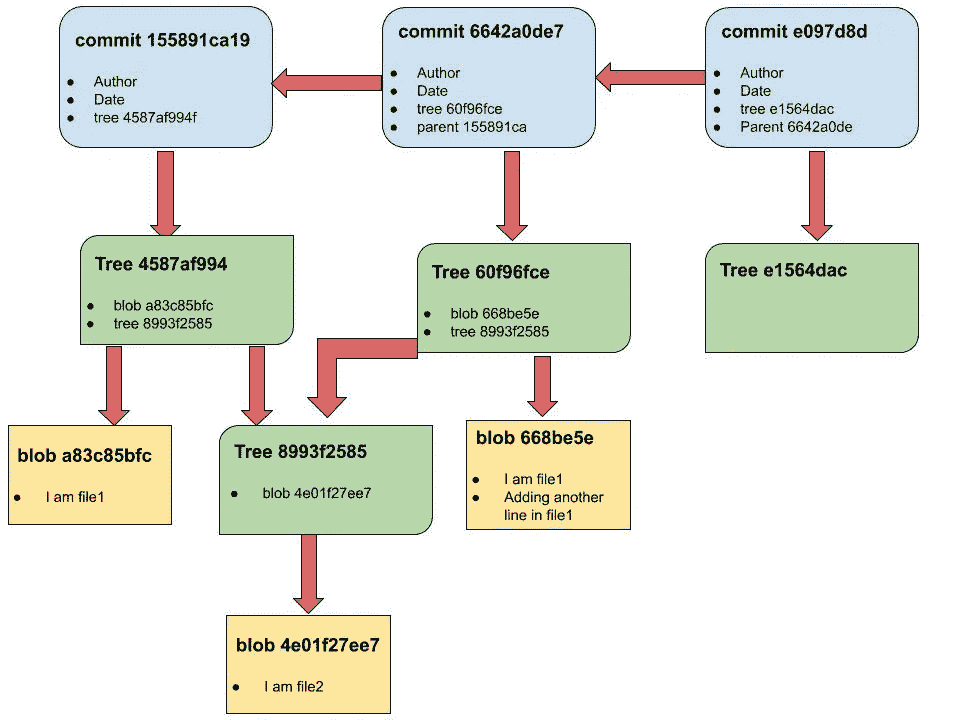 commit 155891ca19
● Author
● Date
● tree 4587af994f
commit 6642a0de7
● Author
● Date
● tree 60f96fce
● parent 155891ca
commit e097d8d
● Author
● Date
● tree e1564dac
● Parent 6642a0de
Tree 4587af994
● blob a83c85bfc
● tree 8993f2585
Tree 60f96fce
● blob 668be5e
● tree 8993f2585
Tree e1564dac
blob a83c85bfc
● I am file1
Tree 8993f2585
● blob 4e01f27ee7
blob 668be5e
● I am file1
● Adding another
line in file1
blob 4e01f27ee7
● I am file2